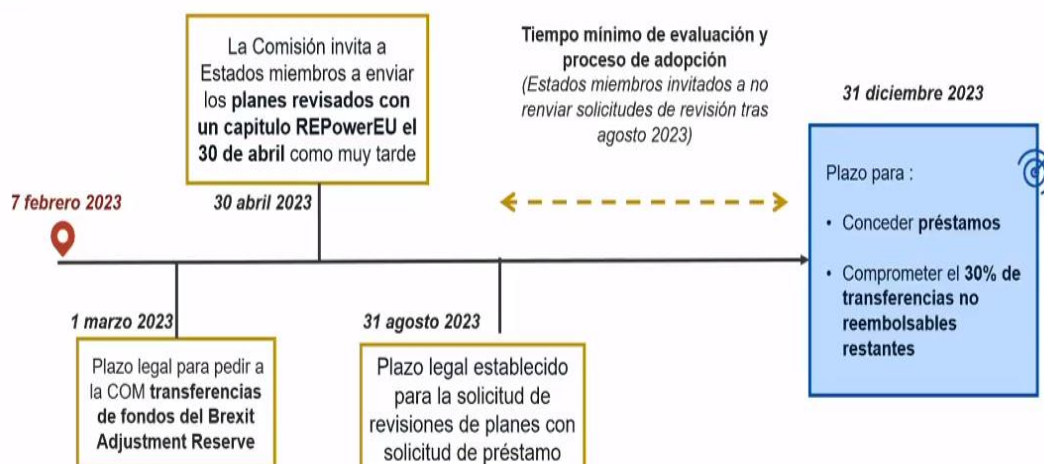 La Comisión invita a
Estados miembros a enviar
los planes revisados con
un capitulo REPowerEU el
30 de abril como muy tarde
Tiempo mínimo de evaluación y
proceso de adopción
(Estados miembros invitados a no
renviar solicitudes de revisión tras
agosto 2023)
31 diciembre 2023
Plazo para :
• Conceder préstamos
• Comprometer el 30% de
transferencias no
reembolsables
restantes
7 febrero 2023
30 abril 2023
1 marzo 2023
Plazo legal para pedir a
la COM transferencias
de fondos del Brexit
Adjustment Reserve
31 agosto 2023
Plazo legal establecido
para la solicitud de
revisiones de planes con
solicitud de préstamo